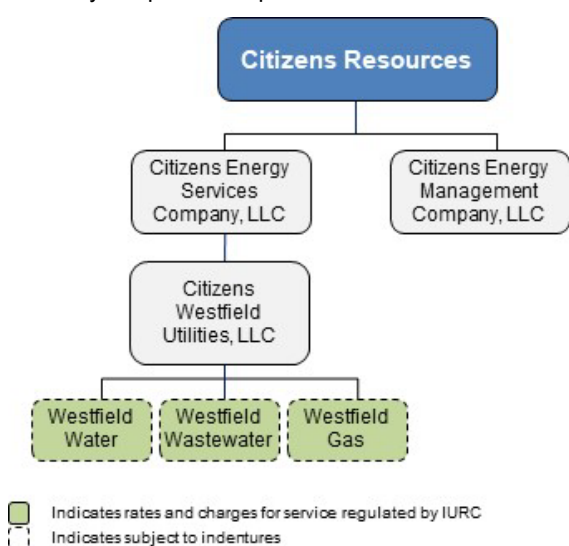 Citizens Resources
Citizens Energy
Services
Company, LLC
Citizens Energy
Management
Company, LLC
Citizens
Westfield
Utilities, LLC
Westfield
Water
Westfield
Wastewater
Westfield
Gas
Indicates rates and charges for service regulated by IURC
Indicates subject to indentures